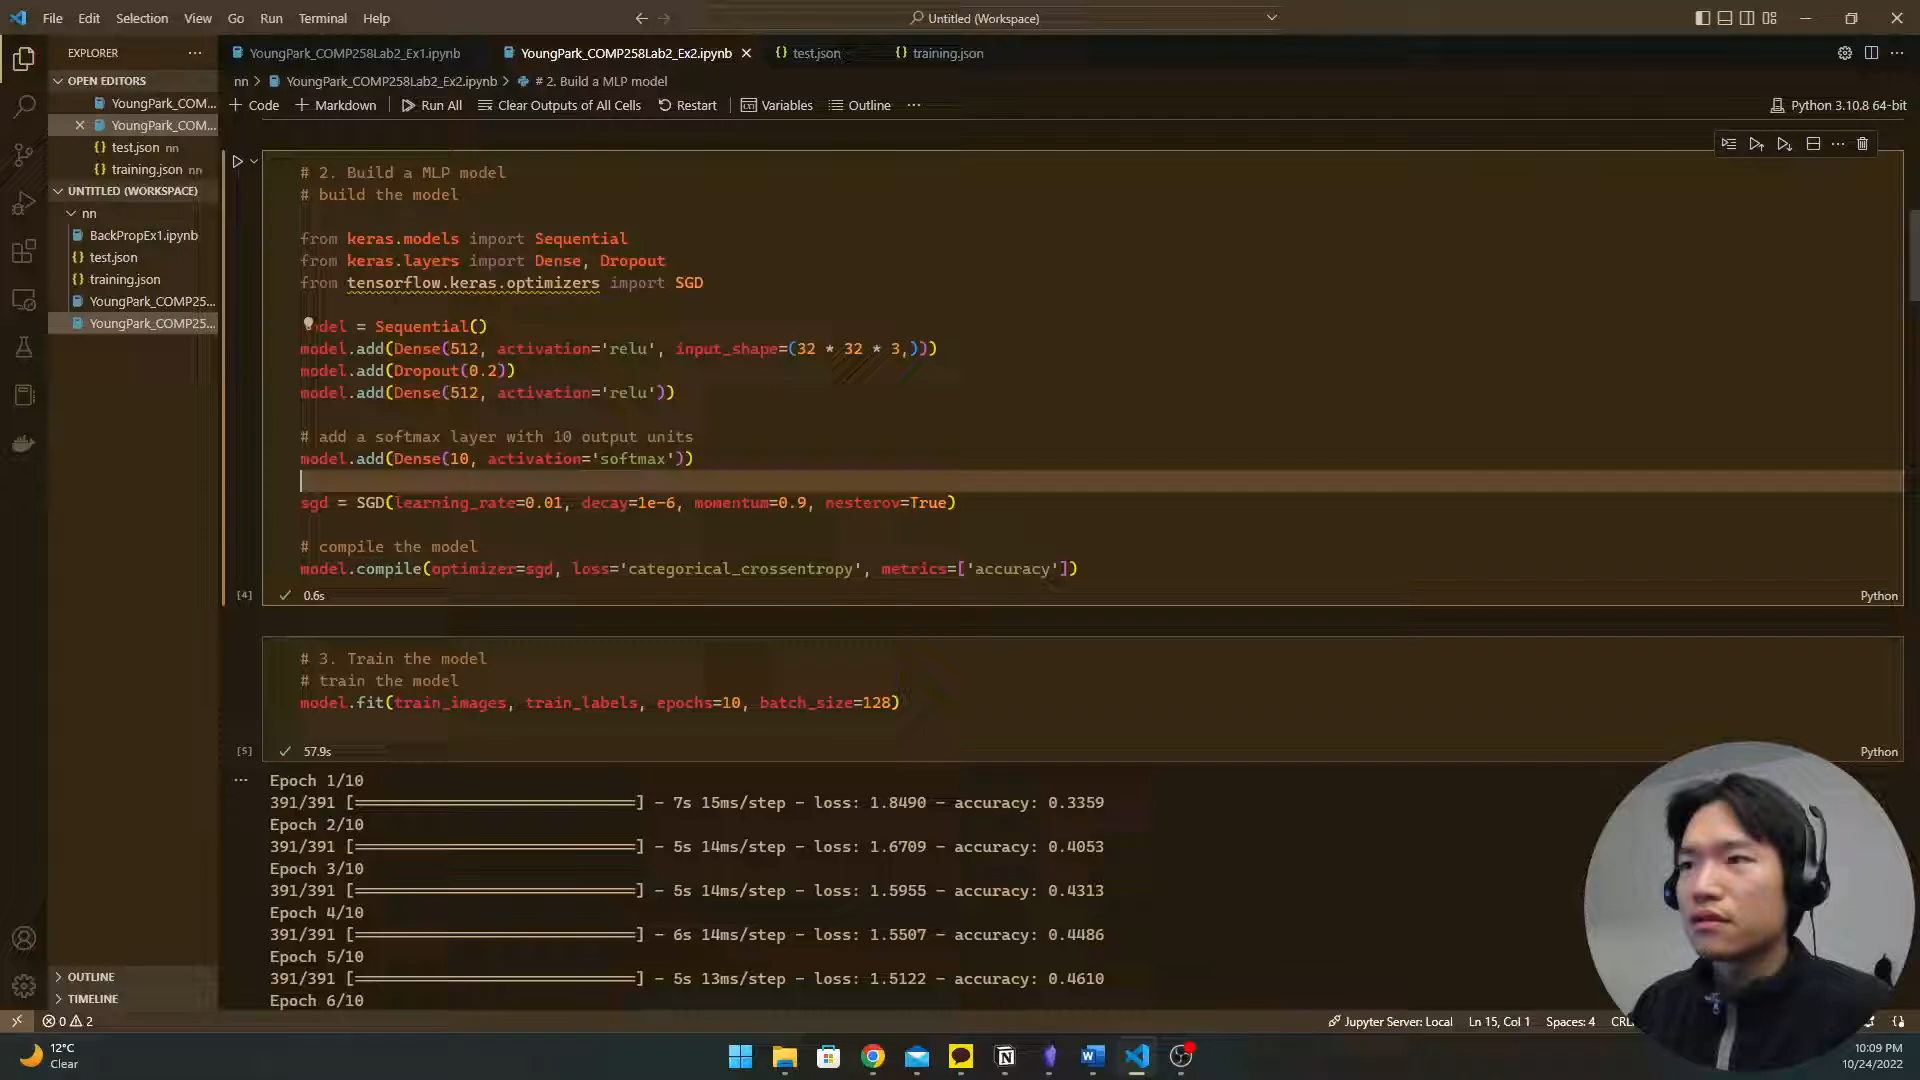 File Edit Selection View Go Run Terminal Help
Untitled (Workspace)
EXPLORER
YoungPark_COMP258Lab2_Ex1.ipynb
YoungPark_COMP258Lab2_Ex2.ipynb
test.json
training.json
OPEN EDITORS
nn > YoungPark_COMP258Lab2_Ex2.ipynb > # 2. Build a MLP model
Code Markdown Run All Clear Outputs of All Cells Restart Variables Outline
Python 3.10.8 64-bit
YoungPark_COM...
YoungPark_COM...
test.json nn
training.json nn
UNTITLED (WORKSPACE)
nn
BackPropEx1.ipynb
test.json
training.json
YoungPark_COMP25...
YoungPark_COMP25...
# 2. Build a MLP model
# build the model
from keras.models import Sequential
from keras.layers import Dense, Dropout
from tensorflow.keras.optimizers import SGD
model = Sequential()
model.add(Dense(512, activation='relu', input_shape=(32 * 32 * 3,)))
model.add(Dropout(0.2))
model.add(Dense(512, activation='relu'))
# add a softmax layer with 10 output units
model.add(Dense(10, activation='softmax'))
sgd = SGD(learning_rate=0.01, decay=1e-6, momentum=0.9, nesterov=True)
# compile the model
model.compile(optimizer=sgd, loss='categorical_crossentropy', metrics=['accuracy'])
[4] 0.6s Python
# 3. Train the model
# train the model
model.fit(train_images, train_labels, epochs=10, batch_size=128)
[5] 57.9s Python
Epoch 1/10
391/391 [==============================] - 7s 15ms/step - loss: 1.8490 - accuracy: 0.3359
Epoch 2/10
391/391 [==============================] - 5s 14ms/step - loss: 1.6709 - accuracy: 0.4053
Epoch 3/10
391/391 [==============================] - 5s 14ms/step - loss: 1.5955 - accuracy: 0.4313
Epoch 4/10
391/391 [==============================] - 6s 14ms/step - loss: 1.5507 - accuracy: 0.4486
Epoch 5/10
391/391 [==============================] - 5s 13ms/step - loss: 1.5122 - accuracy: 0.4610
Epoch 6/10
OUTLINE
TIMELINE
0 2
Jupyter Server: Local Ln 15, Col 1 Spaces: 4
12°C
Clear
10:09 PM
10/24/2022